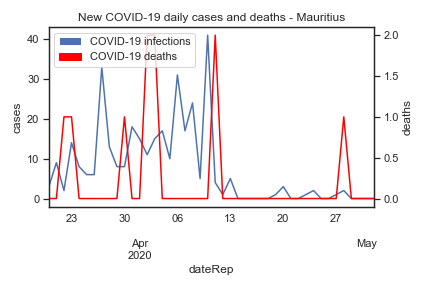 New COVID-19 daily cases and deaths - Mauritius
COVID-19 infections
COVID-19 deaths
40
30
20
10
0
cases
2.0
1.5
1.0
0.5
0.0
deaths
23 30 06 13 20 27
Apr May
2020
dateRep